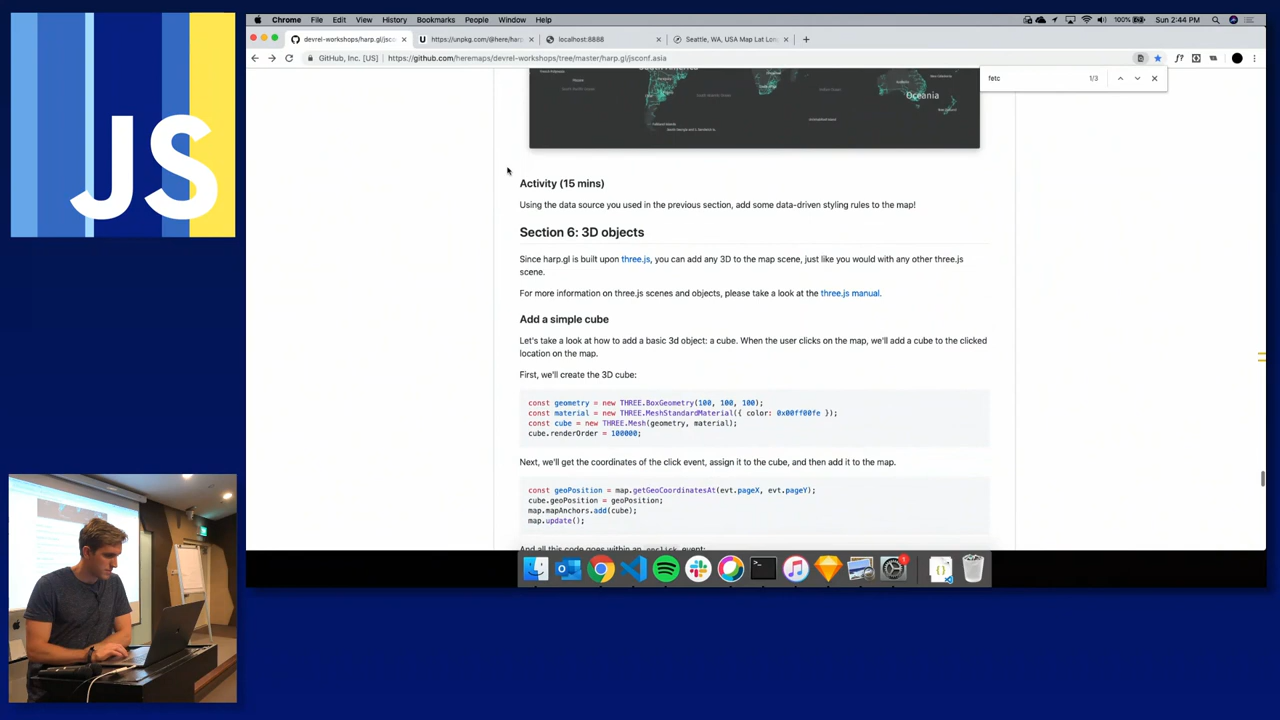 JS
Chrome File Edit View History Bookmarks People Window Help 100% Sun 2:44 PM
devrel-workshops/harp.gl/jsc https://unpkg.com/@here/harp localhost:8888 Seattle, WA, USA Map Lat Lon
GitHub, Inc. [US] https://github.com/heremaps/devrel-workshops/tree/master/harp.gl/jsconf.asia
fetc 1/3
Oceania
Activity (15 mins)
Using the data source you used in the previous section, add some data-driven styling rules to the map!
Section 6: 3D objects
Since harp.gl is built upon three.js, you can add any 3D to the map scene, just like you would with any other three.js
scene.
For more information on three.js scenes and objects, please take a look at the three.js manual.
Add a simple cube
Let's take a look at how to add a basic 3d object: a cube. When the user clicks on the map, we'll add a cube to the clicked
location on the map.
First, we'll create the 3D cube:
const geometry = new THREE.BoxGeometry(100, 100, 100);
const material = new THREE.MeshStandardMaterial({ color: 0x00ff00fe });
const cube = new THREE.Mesh(geometry, material);
cube.renderOrder = 100000;
Next, we'll get the coordinates of the click event, assign it to the cube, and then add it to the map.
const geoPosition = map.getGeoCoordinatesAt(evt.pageX, evt.pageY);
cube.geoPosition = geoPosition;
map.mapAnchors.add(cube);
map.update();
And all this code goes within an onclick event: